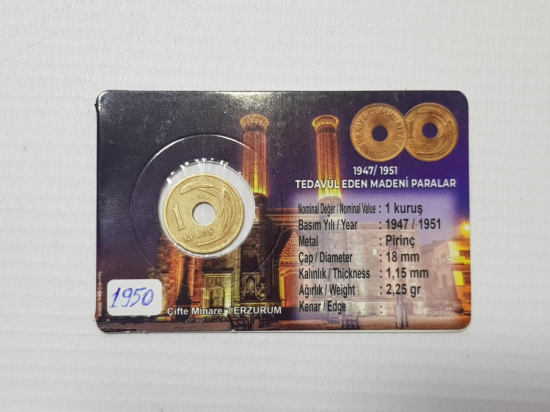 1947/ 1951
TEDAVÜL EDEN MADENİ PARALAR
Nominal Değer / Nominal Value : 1 kuruş
Basım Yılı / Year : 1947 / 1951
Metal : Pirinç
Çap / Diameter : 18 mm
Kalınlık / Thickness : 1,15 mm
Ağırlık / Weight : 2,25 gr
Kenar / Edge :
1
KURUŞ
1950
Çifte Minare / ERZURUM